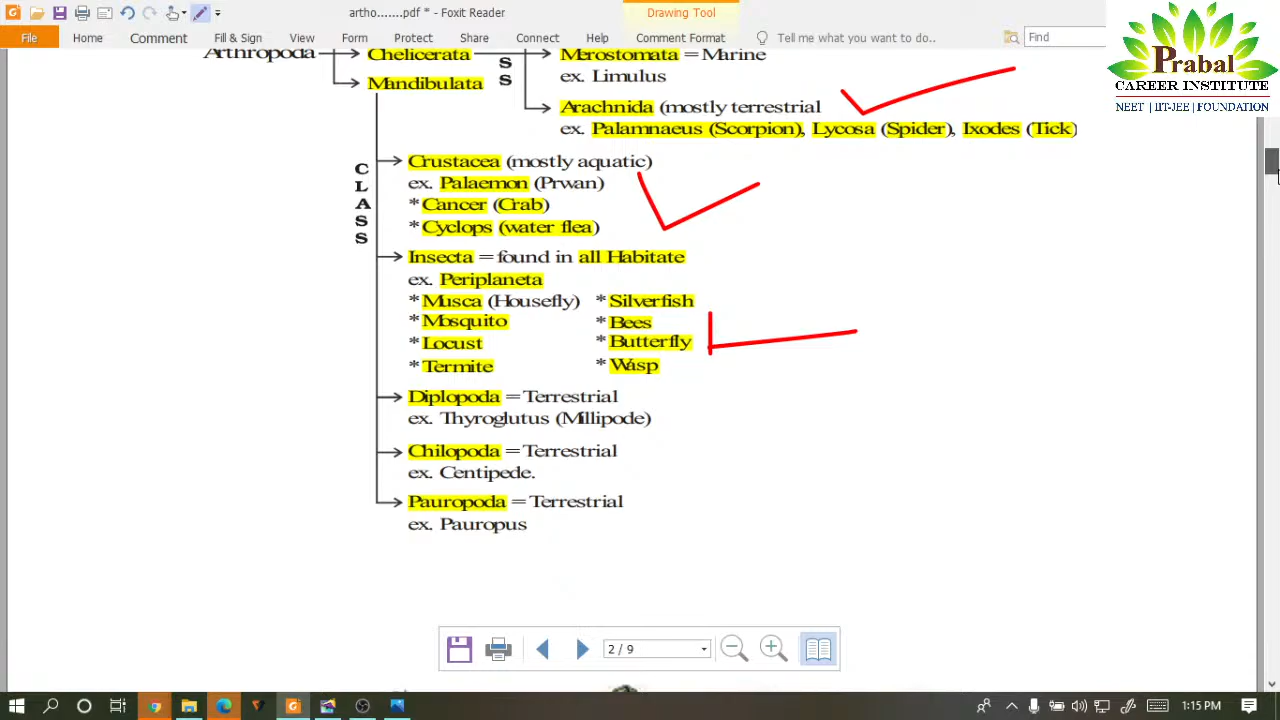 artho.......pdf * - Foxit Reader
Drawing Tool
File
Home
Comment
Fill & Sign
View
Form
Protect
Share
Connect
Help
Comment Format
Tell me what you want to do..
Find
Prabal
CAREER INSTITUTE
NEET | IIT-JEE | FOUNDATION
Arthropoda
Chelicerata
S
S
Merostomata = Marine
ex. Limulus
Mandibulata
Arachnida (mostly terrestrial
ex. Palamnaeus (Scorpion), Lycosa (Spider), Ixodes (Tick)
C
L
A
S
S
Crustacea (mostly aquatic)
ex. Palaemon (Prwan)
* Cancer (Crab)
* Cyclops (water flea)
Insecta = found in all Habitate
ex. Periplaneta
* Musca (Housefly) * Silverfish
* Mosquito * Bees
* Locust * Butterfly
* Termite * Wasp
Diplopoda = Terrestrial
ex. Thyroglutus (Millipode)
Chilopoda = Terrestrial
ex. Centipede.
Pauropoda = Terrestrial
ex. Pauropus
2 / 9
1:15 PM